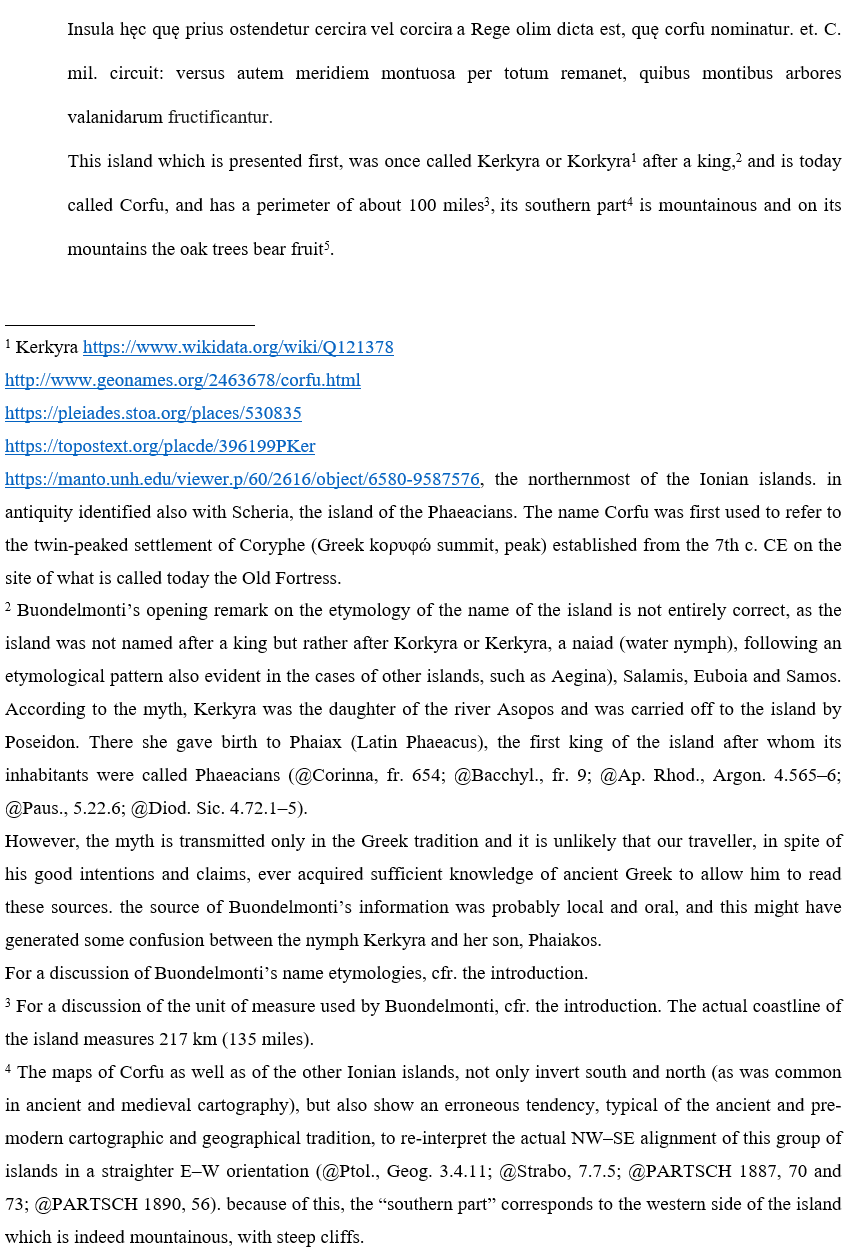 Insula hęc quę prius ostendetur cercira vel corcira a Rege olim dicta est, quę corfu nominatur. et. C.
mil. circuit: versus autem meridiem montuosa per totum remanet, quibus montibus arbores
valanidarum fructificantur.
This island which is presented first, was once called Kerkyra or Korkyra¹ after a king,² and is today
called Corfu, and has a perimeter of about 100 miles³, its southern part⁴ is mountainous and on its
mountains the oak trees bear fruit⁵.
¹ Kerkyra https://www.wikidata.org/wiki/Q121378
http://www.geonames.org/2463678/corfu.html
https://pleiades.stoa.org/places/530835
https://topostext.org/placde/396199PKer
https://manto.unh.edu/viewer.p/60/2616/object/6580-9587576, the northernmost of the Ionian islands. in
antiquity identified also with Scheria, the island of the Phaeacians. The name Corfu was first used to refer to
the twin-peaked settlement of Coryphe (Greek κορυφώ summit, peak) established from the 7th c. CE on the
site of what is called today the Old Fortress.
² Buondelmonti’s opening remark on the etymology of the name of the island is not entirely correct, as the
island was not named after a king but rather after Korkyra or Kerkyra, a naiad (water nymph), following an
etymological pattern also evident in the cases of other islands, such as Aegina), Salamis, Euboia and Samos.
According to the myth, Kerkyra was the daughter of the river Asopos and was carried off to the island by
Poseidon. There she gave birth to Phaiax (Latin Phaeacus), the first king of the island after whom its
inhabitants were called Phaeacians (@Corinna, fr. 654; @Bacchyl., fr. 9; @Ap. Rhod., Argon. 4.565–6;
@Paus., 5.22.6; @Diod. Sic. 4.72.1–5).
However, the myth is transmitted only in the Greek tradition and it is unlikely that our traveller, in spite of
his good intentions and claims, ever acquired sufficient knowledge of ancient Greek to allow him to read
these sources. the source of Buondelmonti’s information was probably local and oral, and this might have
generated some confusion between the nymph Kerkyra and her son, Phaiakos.
For a discussion of Buondelmonti’s name etymologies, cfr. the introduction.
³ For a discussion of the unit of measure used by Buondelmonti, cfr. the introduction. The actual coastline of
the island measures 217 km (135 miles).
⁴ The maps of Corfu as well as of the other Ionian islands, not only invert south and north (as was common
in ancient and medieval cartography), but also show an erroneous tendency, typical of the ancient and pre-
modern cartographic and geographical tradition, to re-interpret the actual NW–SE alignment of this group of
islands in a straighter E–W orientation (@Ptol., Geog. 3.4.11; @Strabo, 7.7.5; @PARTSCH 1887, 70 and
73; @PARTSCH 1890, 56). because of this, the “southern part” corresponds to the western side of the island
which is indeed mountainous, with steep cliffs.